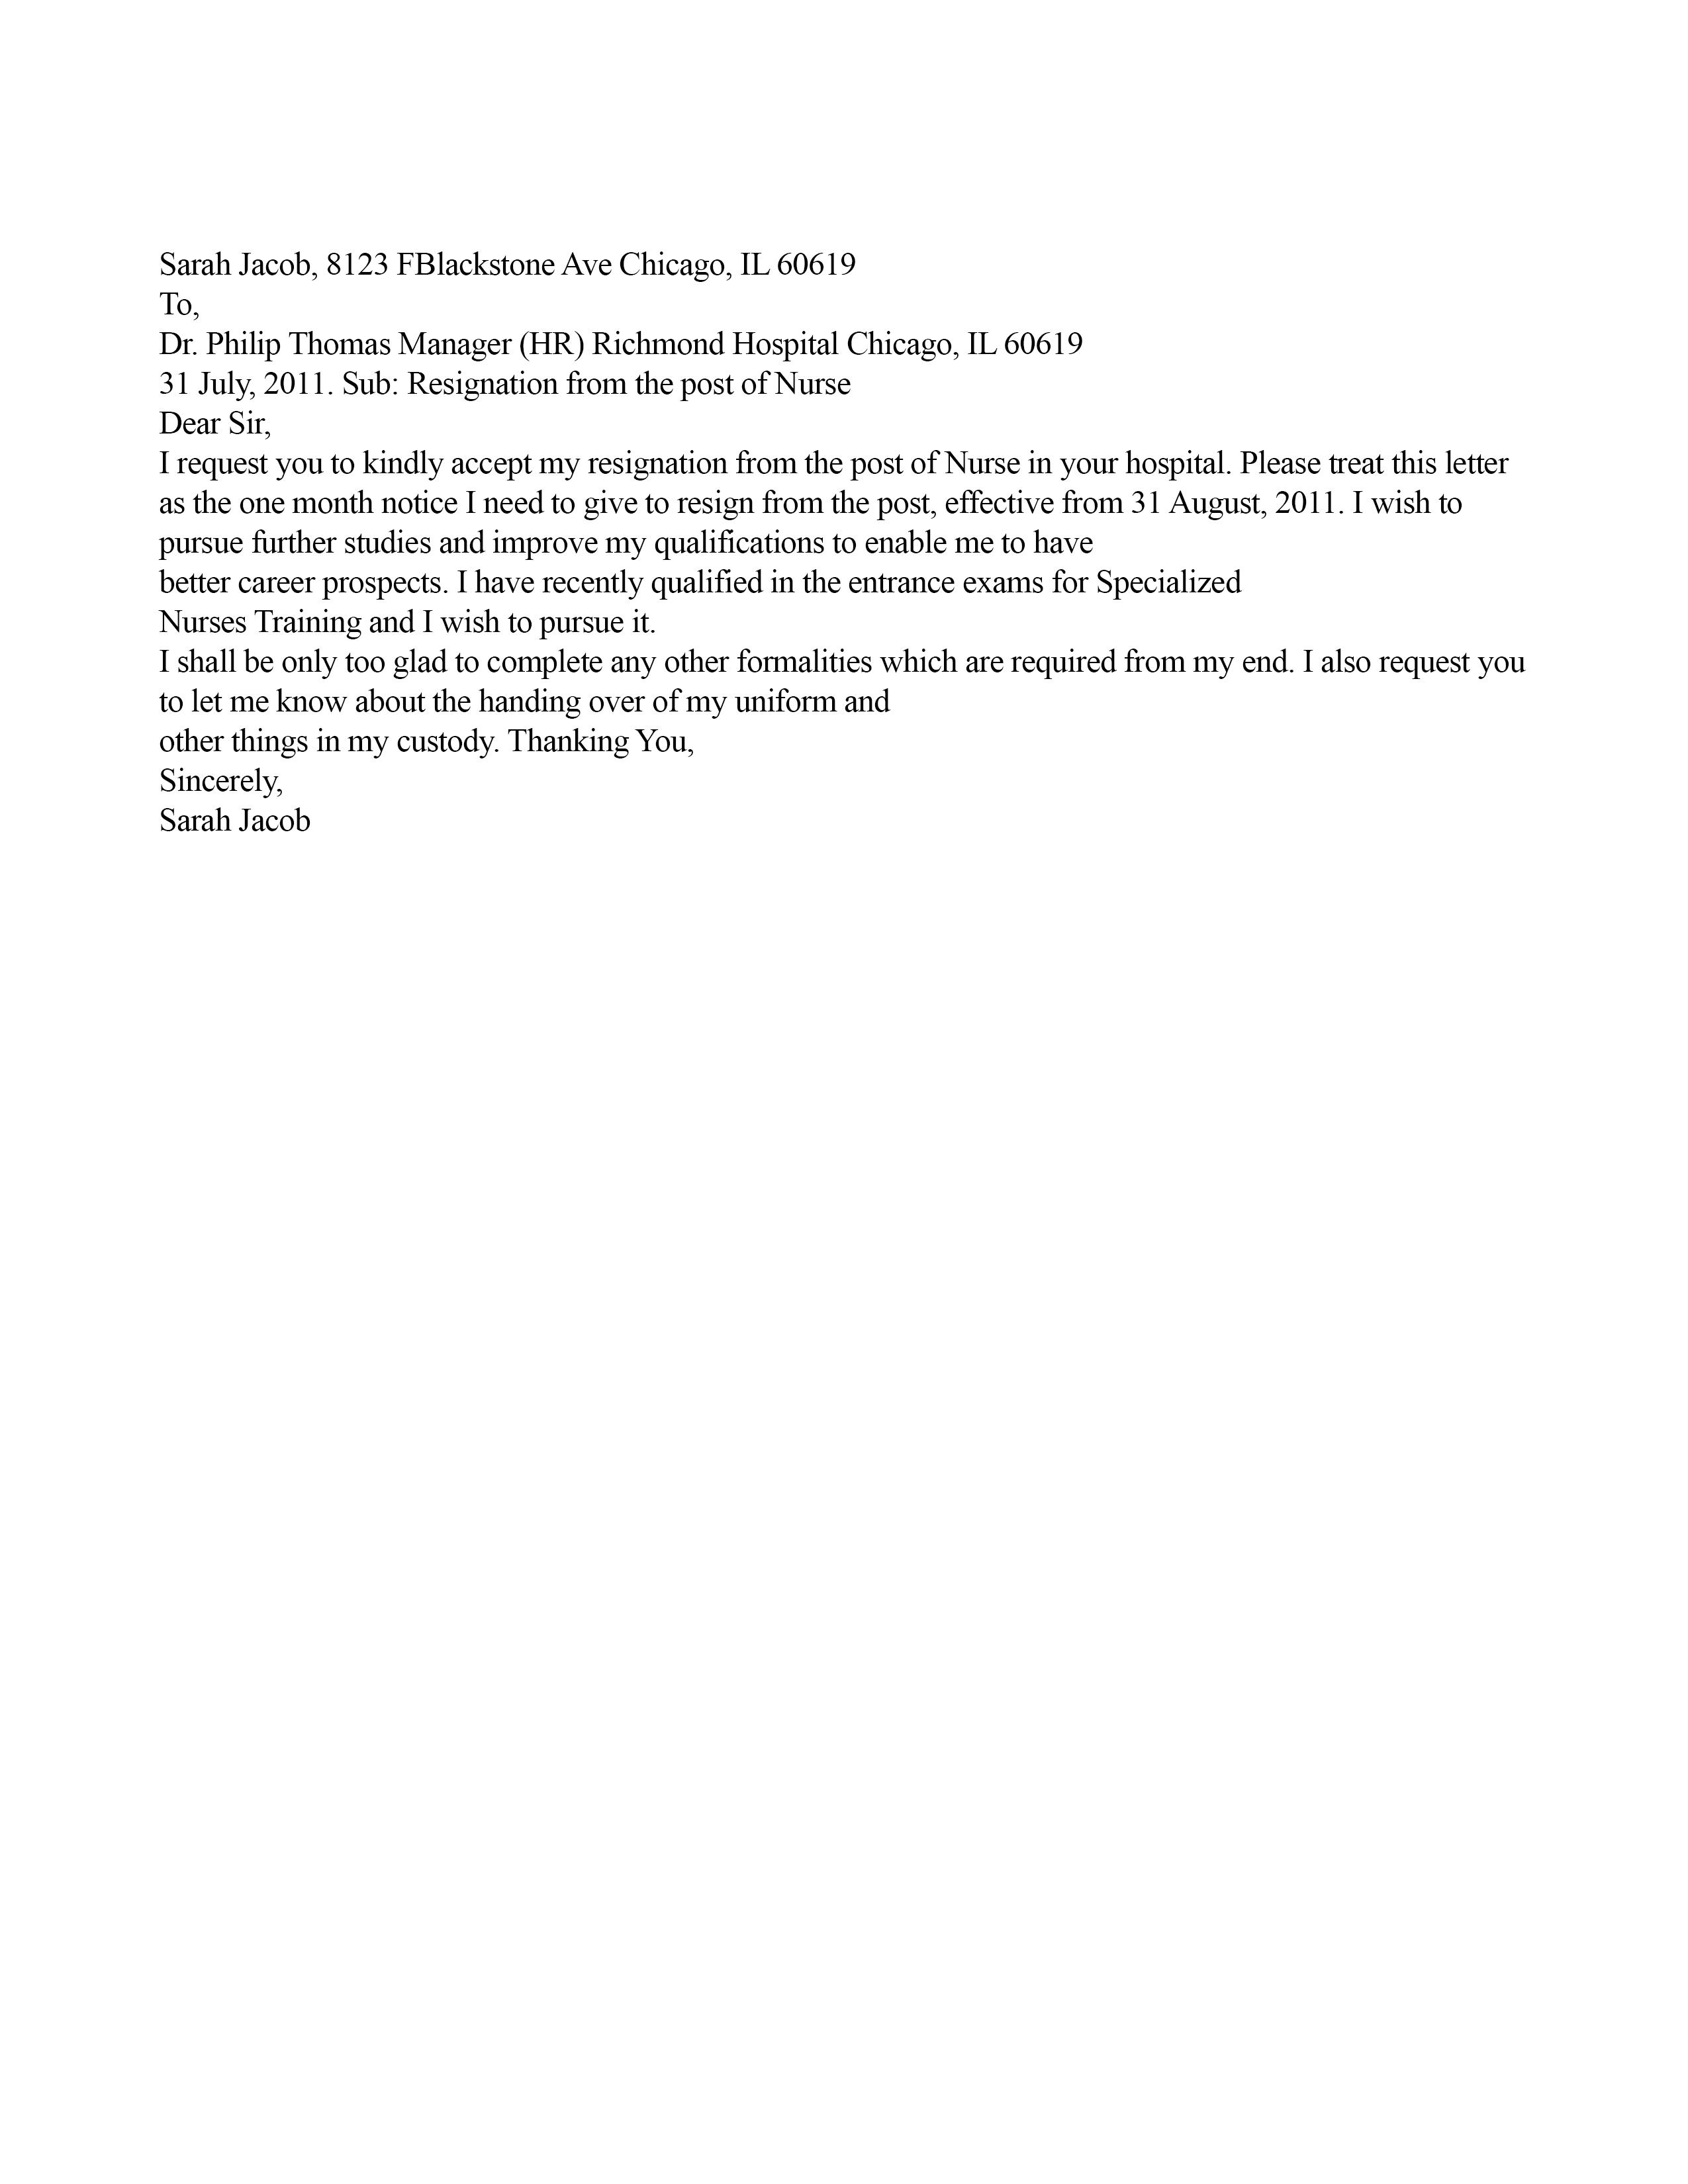 Sarah Jacob, 8123 FBlackstone Ave Chicago, IL 60619
To,
Dr. Philip Thomas Manager (HR) Richmond Hospital Chicago, IL 60619
31 July, 2011. Sub: Resignation from the post of Nurse
Dear Sir,
I request you to kindly accept my resignation from the post of Nurse in your hospital. Please treat this letter
as the one month notice I need to give to resign from the post, effective from 31 August, 2011. I wish to
pursue further studies and improve my qualifications to enable me to have
better career prospects. I have recently qualified in the entrance exams for Specialized
Nurses Training and I wish to pursue it.
I shall be only too glad to complete any other formalities which are required from my end. I also request you
to let me know about the handing over of my uniform and
other things in my custody. Thanking You,
Sincerely,
Sarah Jacob